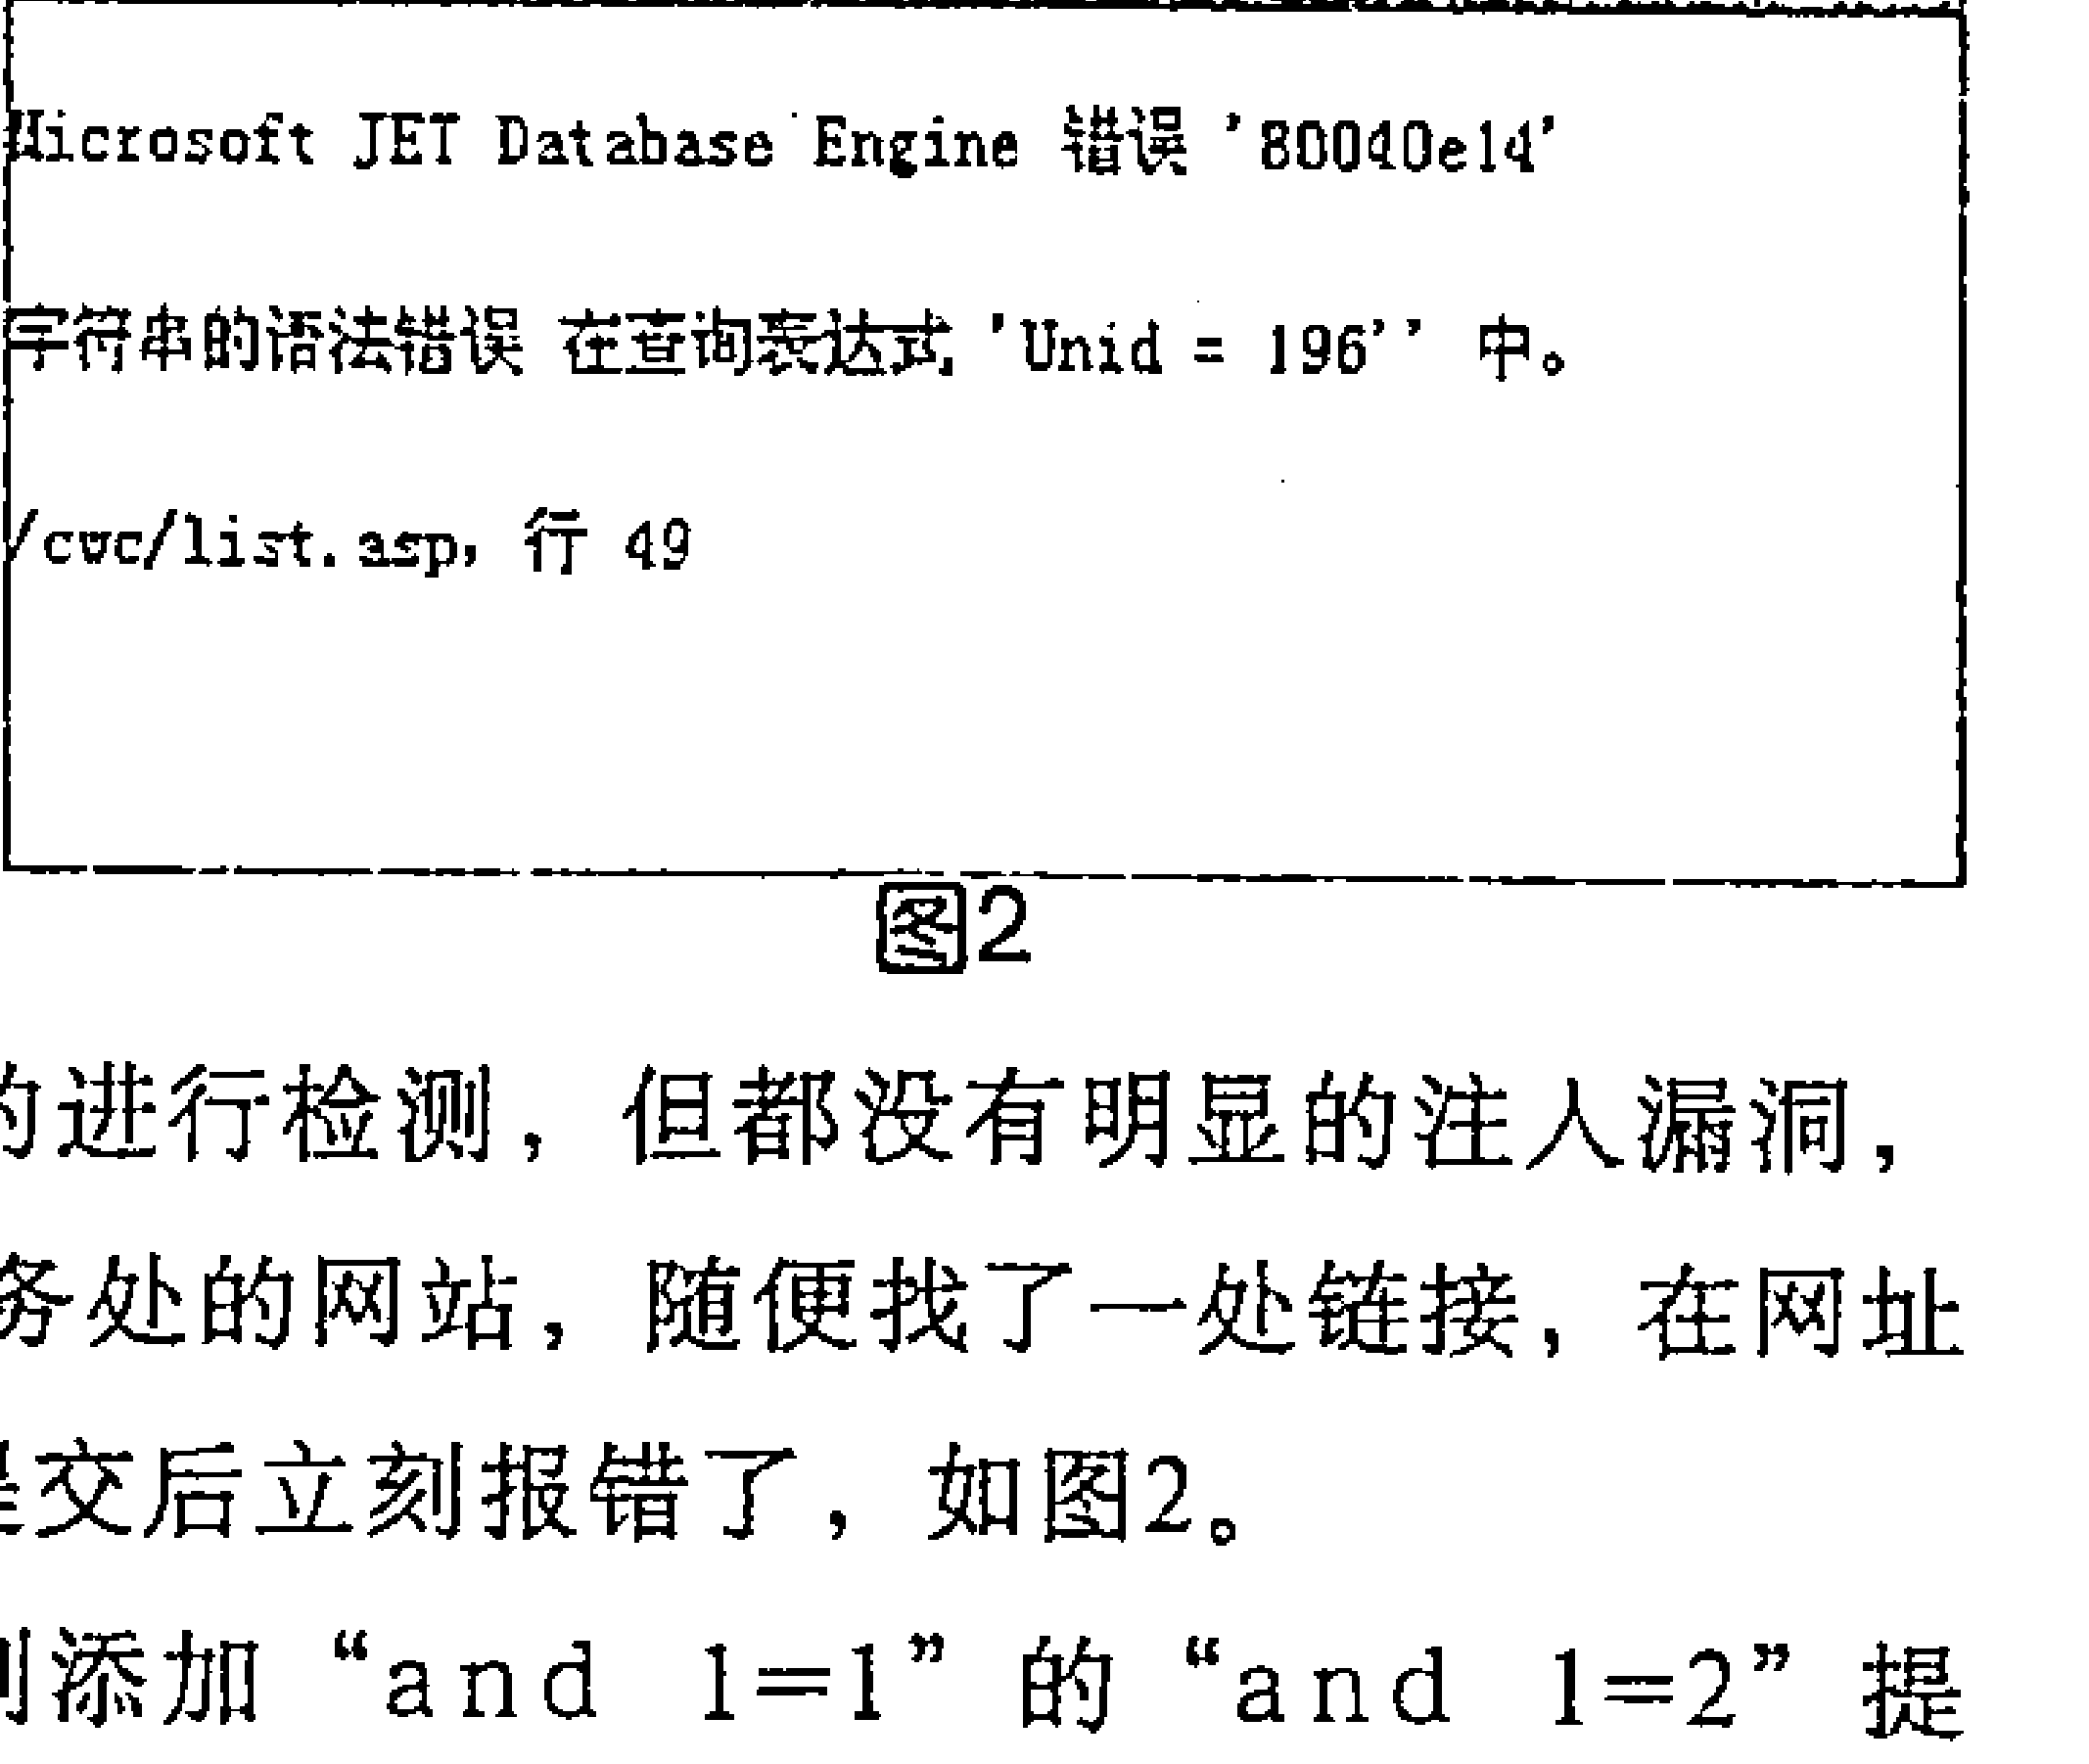 Microsoft JET Database Engine 错误 '80040e14'
字符串的语法错误 在查询表达式 'Unid = 196'' 中。
/cwc/list.asp，行 49
图2
的进行检测，但都没有明显的注入漏洞，
务处的网站，随便找了一处链接，在网址
提交后立刻报错了，如图2。
别添加“and 1=1”的“and 1=2”提